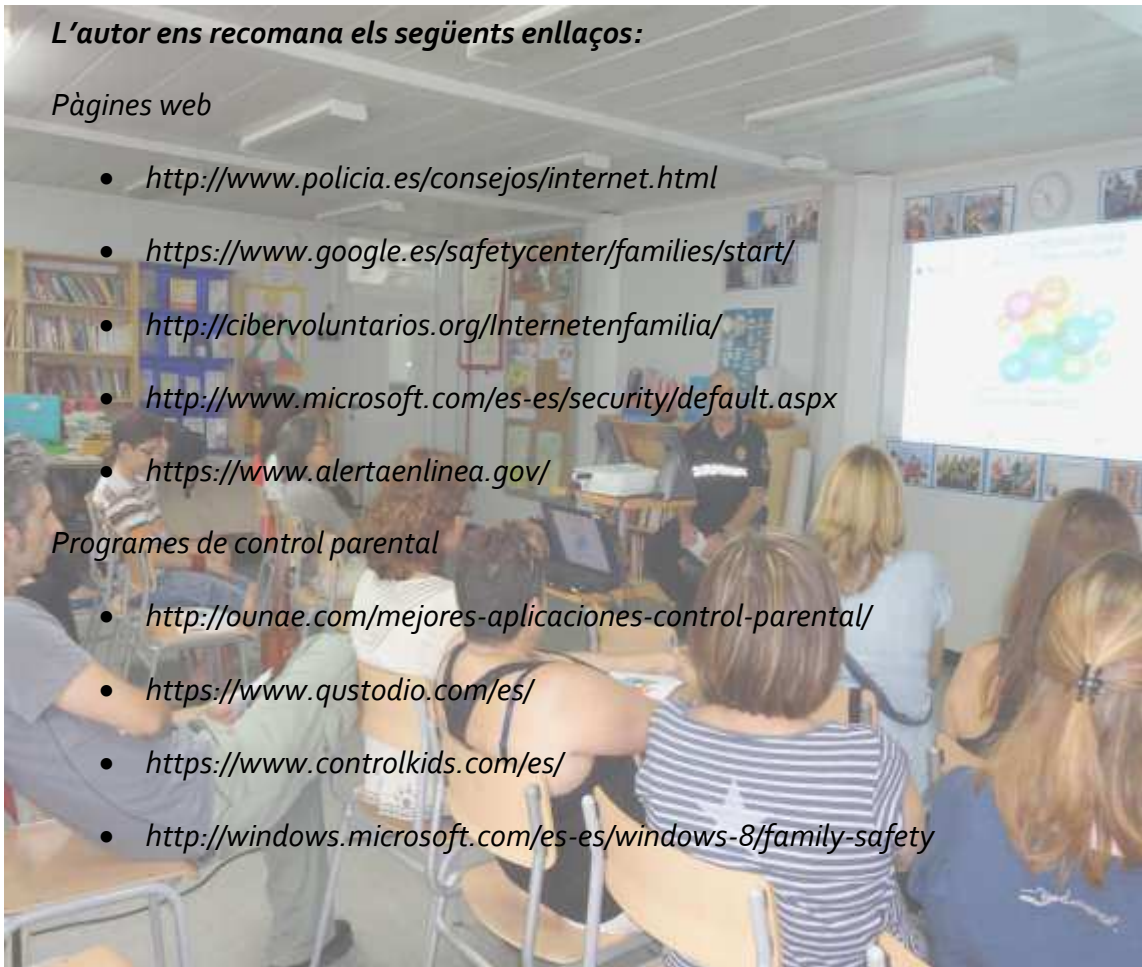 L'autor ens recomana els següents enllaços:
Pàgines web
• http://www.policia.es/consejos/internet.html
• https://www.google.es/safetycenter/families/start/
• http://cibervoluntarios.org/Internetenfamilia/
• http://www.microsoft.com/es-es/security/default.aspx
• https://www.alertaenlinea.gov/
Programes de control parental
• http://ounae.com/mejores-aplicaciones-control-parental/
• https://www.qustodio.com/es/
• https://www.controlkids.com/es/
• http://windows.microsoft.com/es-es/windows-8/family-safety